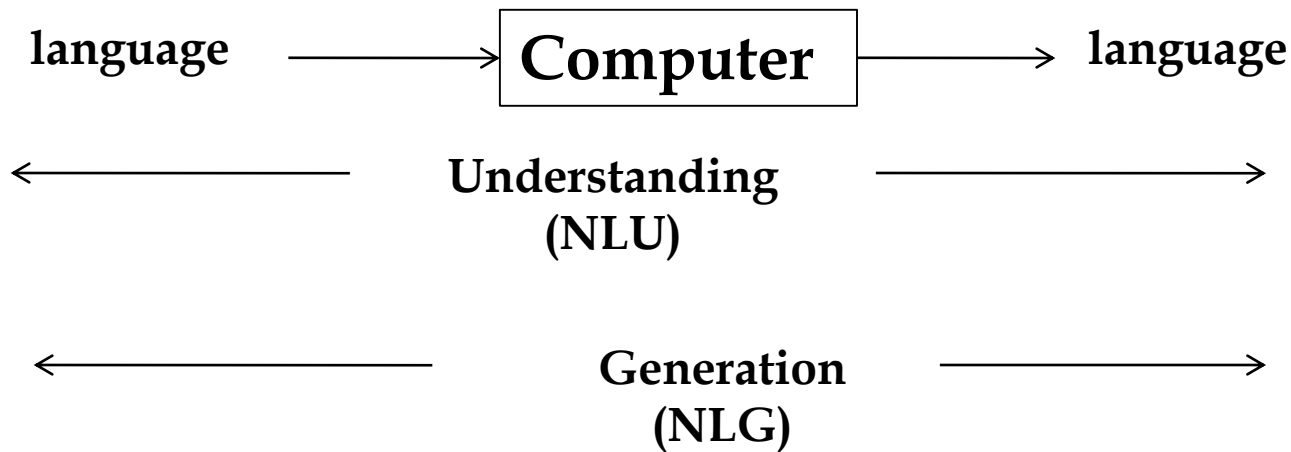 language Computer language
Understanding
(NLU)
Generation
(NLG)